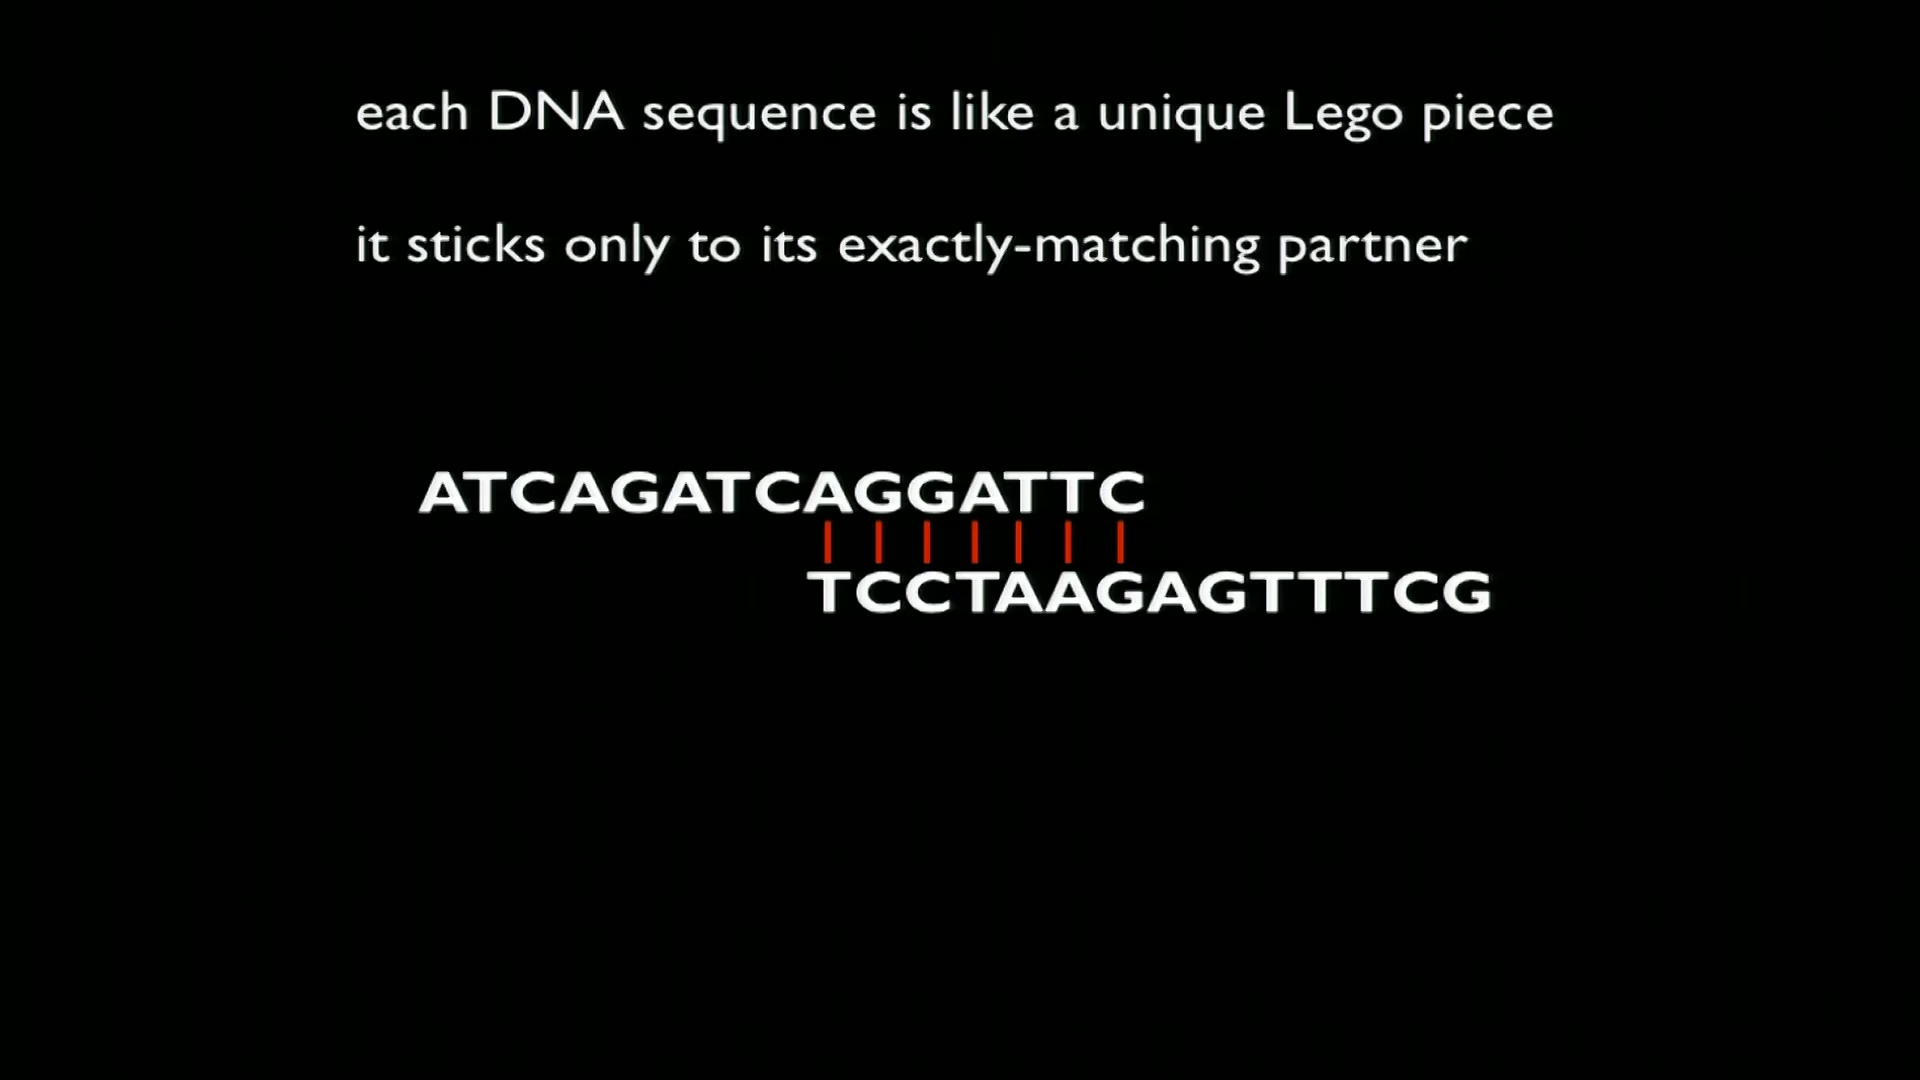 each DNA sequence is like a unique Lego piece
it sticks only to its exactly-matching partner
ATCAGATCAGGATTC
TCCTAAGAGTTTCG